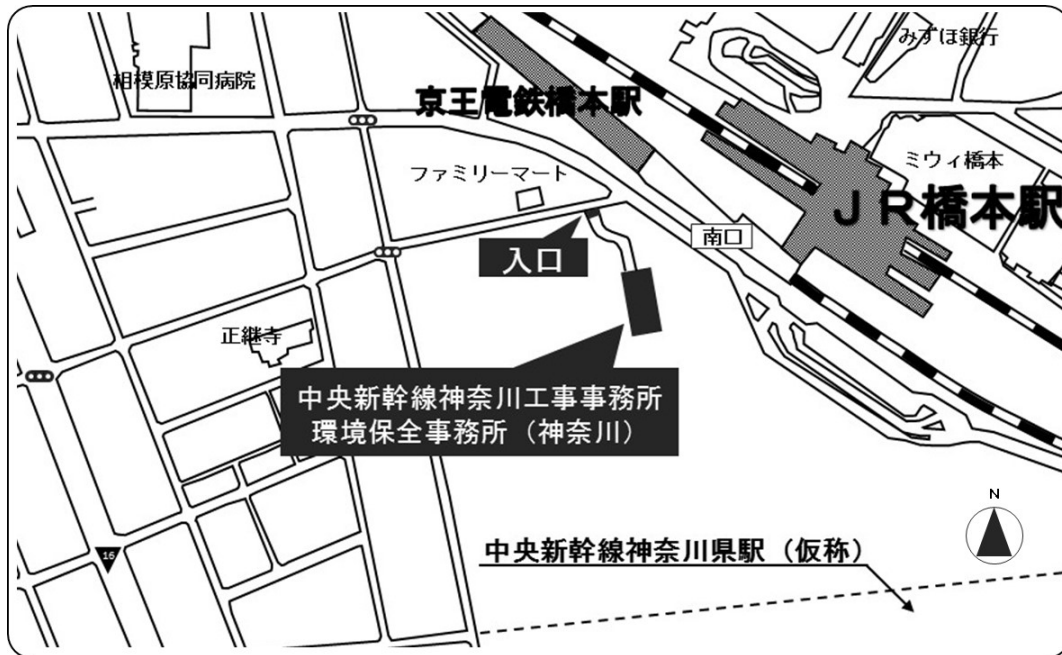 みずほ銀行
相模原協同病院
京王電鉄橋本駅
ファミリーマート
ミウィ橋本
ＪＲ橋本駅
南口
入口
正継寺
中央新幹線神奈川工事事務所
環境保全事務所（神奈川）
N
16
中央新幹線神奈川県駅（仮称）